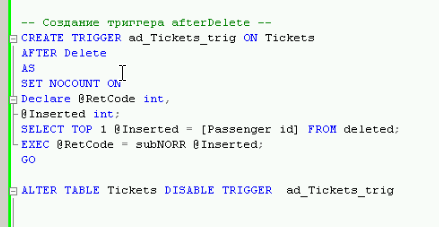 -- Создание триггера afterDelete --
CREATE TRIGGER ad_Tickets_trig ON Tickets
AFTER Delete
AS
SET NOCOUNT ON
Declare @RetCode int,
@Inserted int;
SELECT TOP 1 @Inserted = [Passenger id] FROM deleted;
EXEC @RetCode = subNORR @Inserted;
GO
ALTER TABLE Tickets DISABLE TRIGGER  ad_Tickets_trig